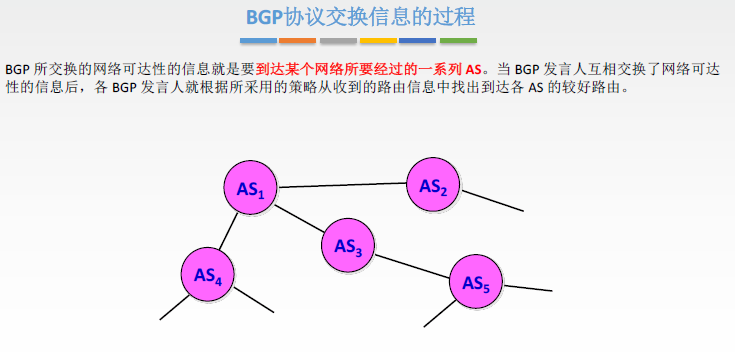 BGP协议交换信息的过程
BGP 所交换的网络可达性的信息就是要到达某个网络所要经过的一系列 AS。当 BGP 发言人互相交换了网络可达
性的信息后，各 BGP 发言人就根据所采用的策略从收到的路由信息中找出到达各 AS 的较好路由。
AS1
AS2
AS3
AS4
AS5